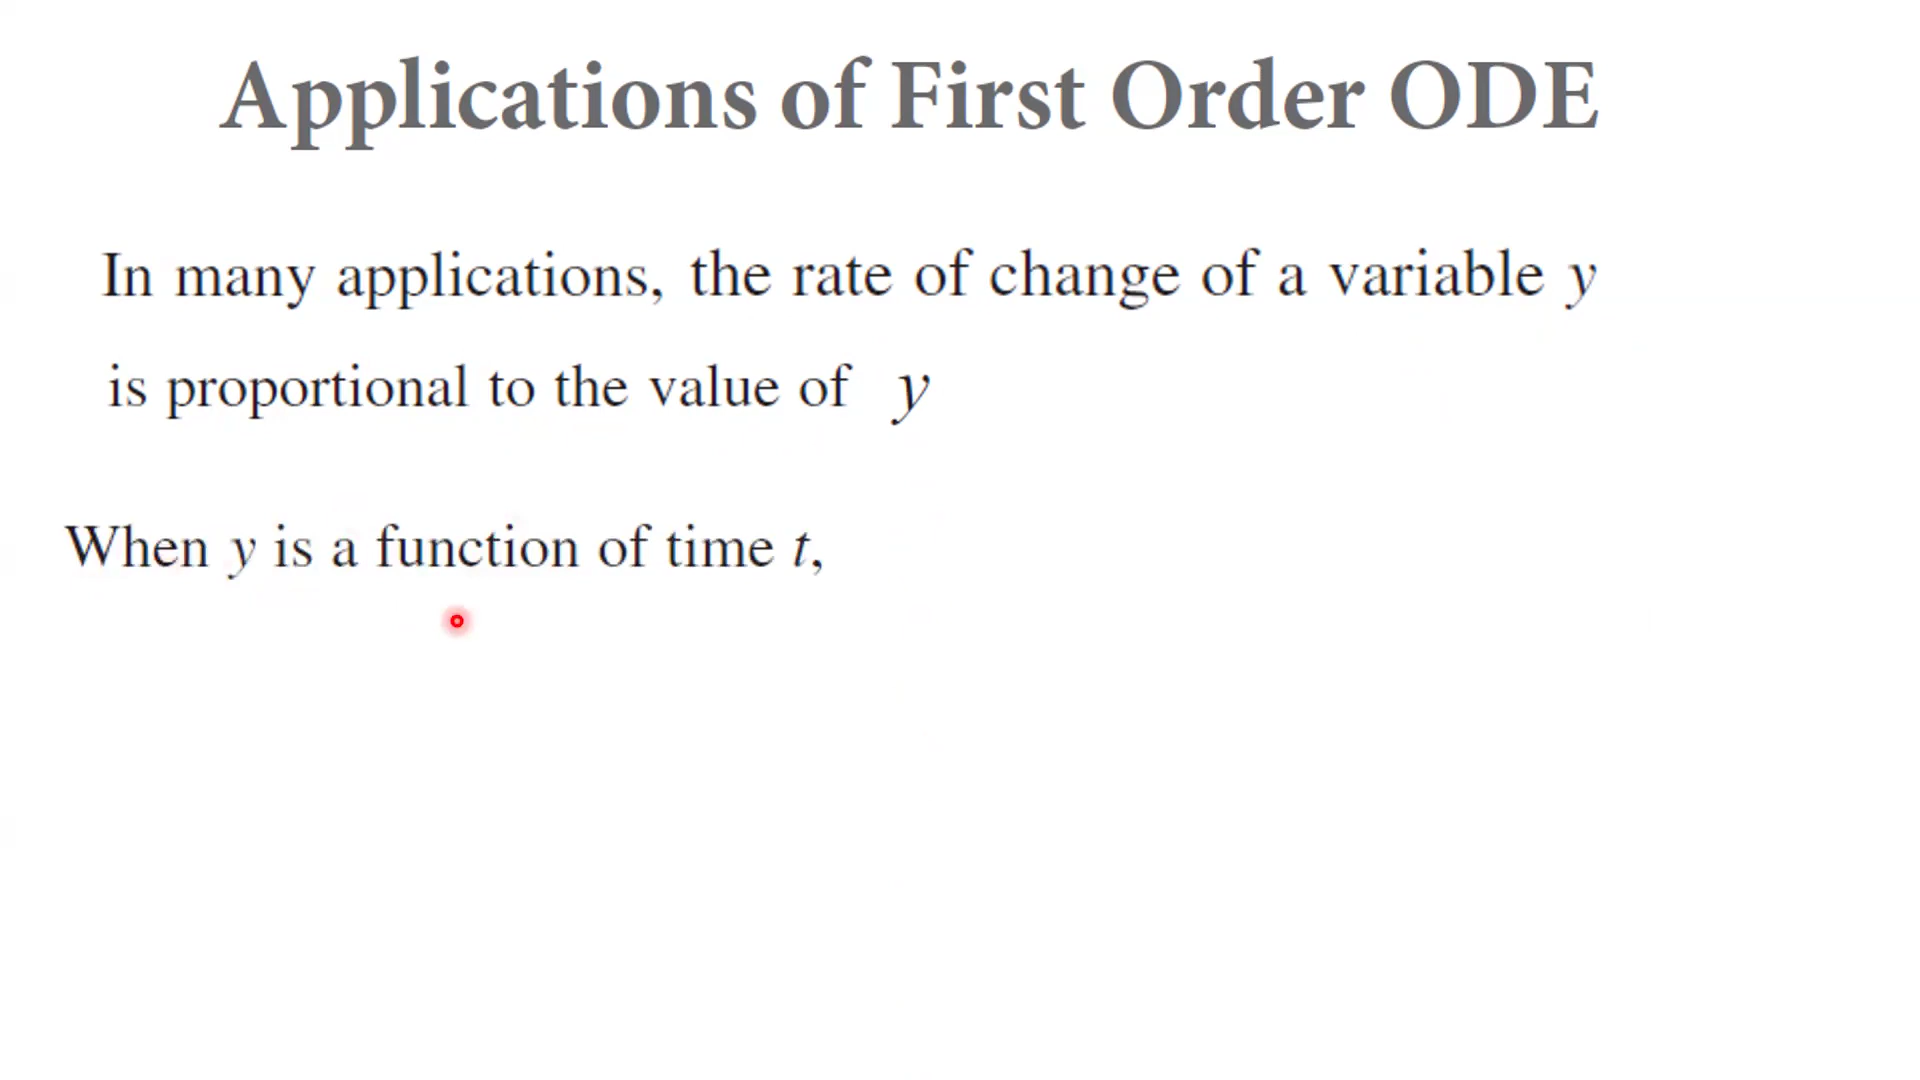 Applications of First Order ODE
In many applications, the rate of change of a variable y
is proportional to the value of y
When y is a function of time t,